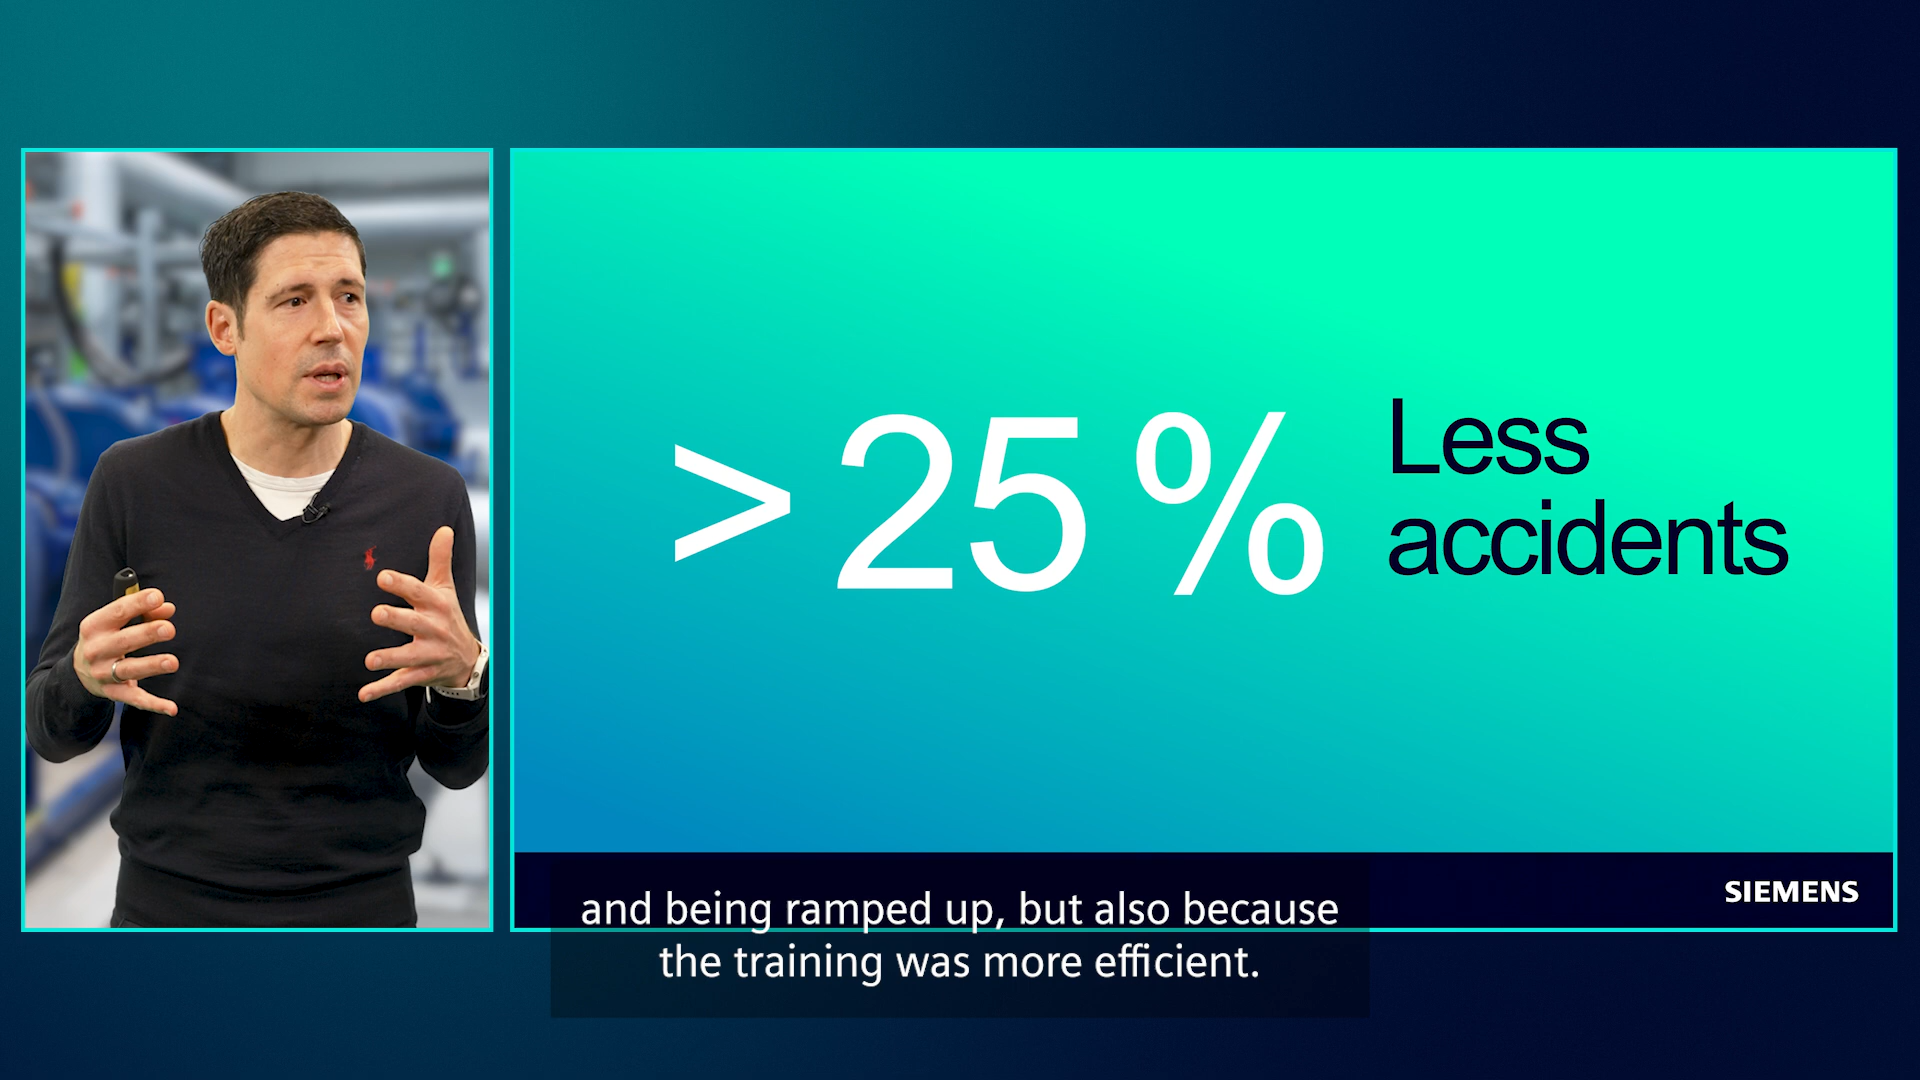 > 25 %
Less
accidents
SIEMENS
and being ramped up, but also because
the training was more efficient.